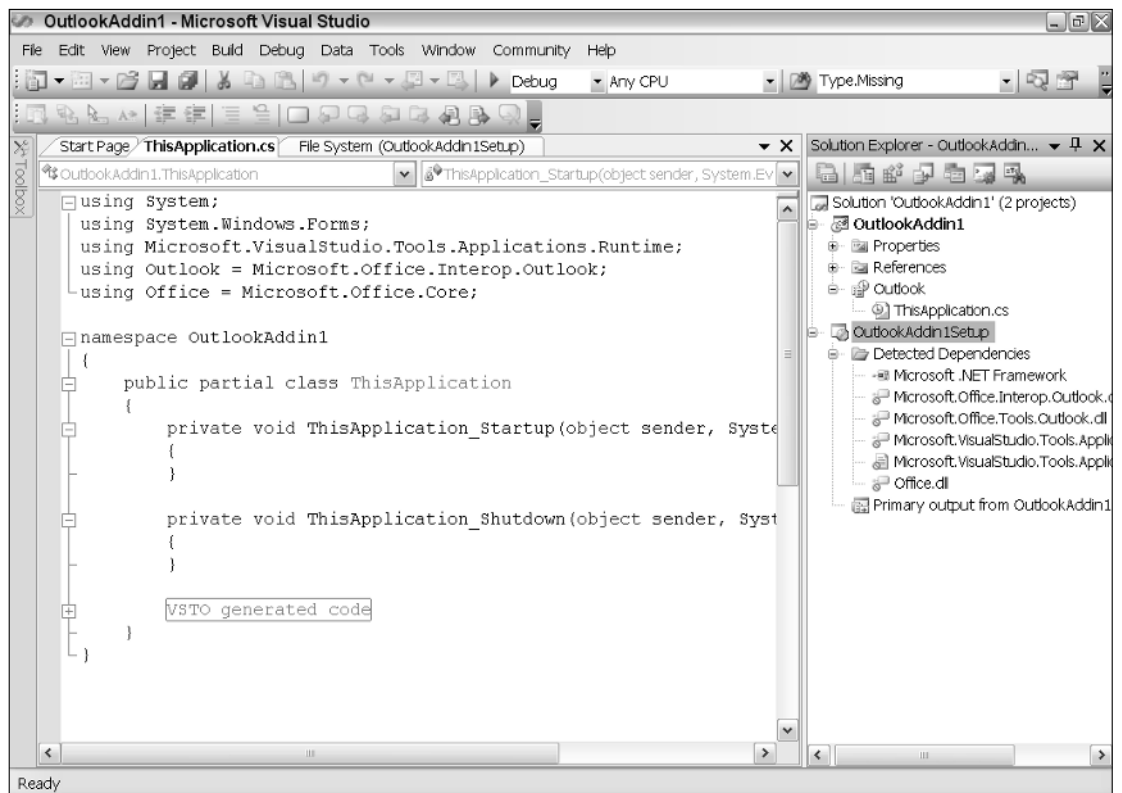 OutlookAddin1 - Microsoft Visual Studio
File Edit View Project Build Debug Data Tools Window Community Help
Debug Any CPU Type.Missing
Start Page ThisApplication.cs File System (OutlookAddin1Setup)
OutlookAddin1.ThisApplication ThisApplication_Startup(object sender, System.Ev
Toolbox
using System;
using System.Windows.Forms;
using Microsoft.VisualStudio.Tools.Applications.Runtime;
using Outlook = Microsoft.Office.Interop.Outlook;
using Office = Microsoft.Office.Core;
namespace OutlookAddin1
{
public partial class ThisApplication
{
private void ThisApplication_Startup(object sender, Syste
{
}
private void ThisApplication_Shutdown(object sender, Syst
{
}
VSTO generated code
}
}
Solution Explorer - OutlookAddin...
Solution 'OutlookAddin1' (2 projects)
OutlookAddin1
Properties
References
Outlook
ThisApplication.cs
OutlookAddin1Setup
Detected Dependencies
Microsoft .NET Framework
Microsoft.Office.Interop.Outlook.
Microsoft.Office.Tools.Outlook.dll
Microsoft.VisualStudio.Tools.Appli
Microsoft.VisualStudio.Tools.Appli
Office.dll
Primary output from OutlookAddin1
Ready